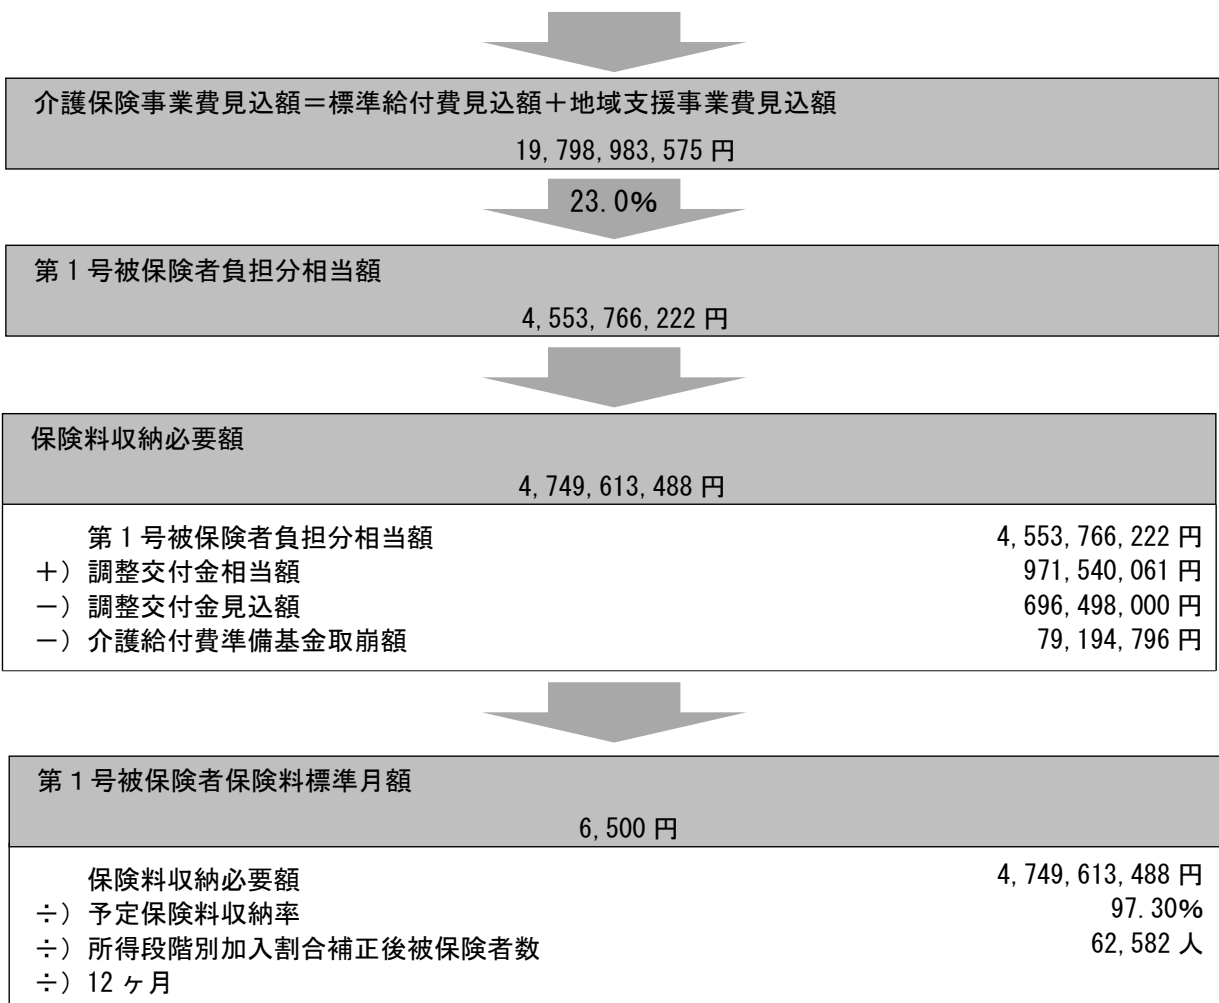 介護保険事業費見込額＝標準給付費見込額＋地域支援事業費見込額
19,798,983,575 円
23.0%
第１号被保険者負担分相当額
4,553,766,222 円
保険料収納必要額
4,749,613,488 円
第１号被保険者負担分相当額 4,553,766,222 円
＋）調整交付金相当額 971,540,061 円
－）調整交付金見込額 696,498,000 円
－）介護給付費準備基金取崩額 79,194,796 円
第１号被保険者保険料標準月額
6,500 円
保険料収納必要額 4,749,613,488 円
÷）予定保険料収納率 97.30%
÷）所得段階別加入割合補正後被保険者数 62,582 人
÷）12 ヶ月